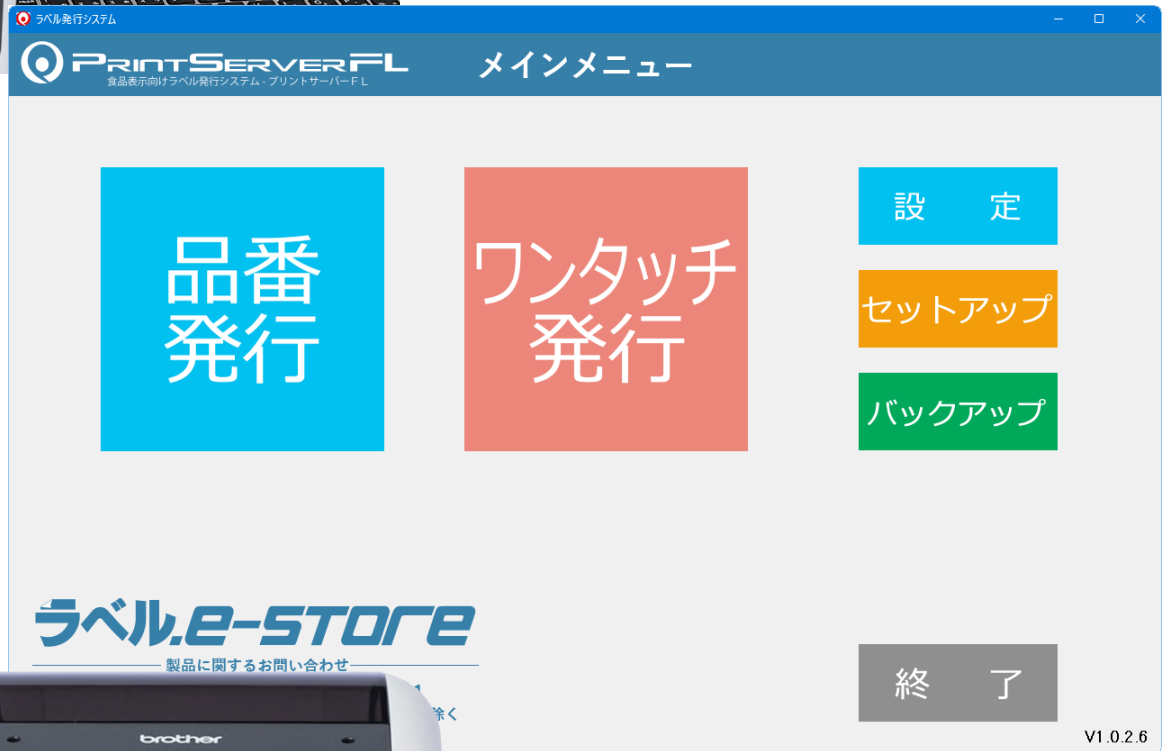 ラベル発行システム
PRINTSERVERFL
食品表示向けラベル発行システム - プリントサーバーＦＬ
メインメニュー
品番
発行
ワンタッチ
発行
設 定
セットアップ
バックアップ
ラベル.e-STORE
製品に関するお問い合わせ
除く
終 了
brother
V1.0.2.6